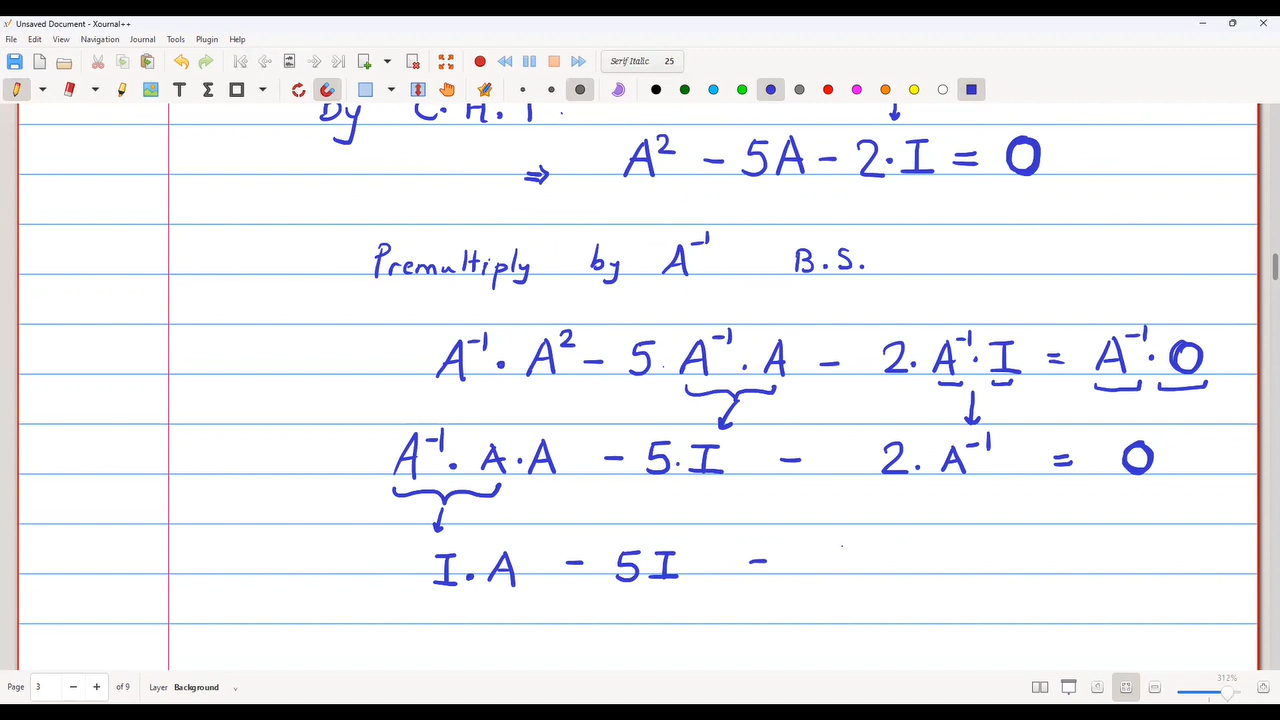 Unsaved Document - Xournal++
File Edit View Navigation Journal Tools Plugin Help
Serif Italic 25
By C.H.T.
⇒ A² - 5A - 2·I = O
Premultiply by A⁻¹ B.S.
A⁻¹·A² - 5.A⁻¹·A - 2·A⁻¹·I = A⁻¹·O
A⁻¹·A·A - 5·I - 2·A⁻¹ = O
I·A - 5I -
Page 3 of 9 Layer Background 312%